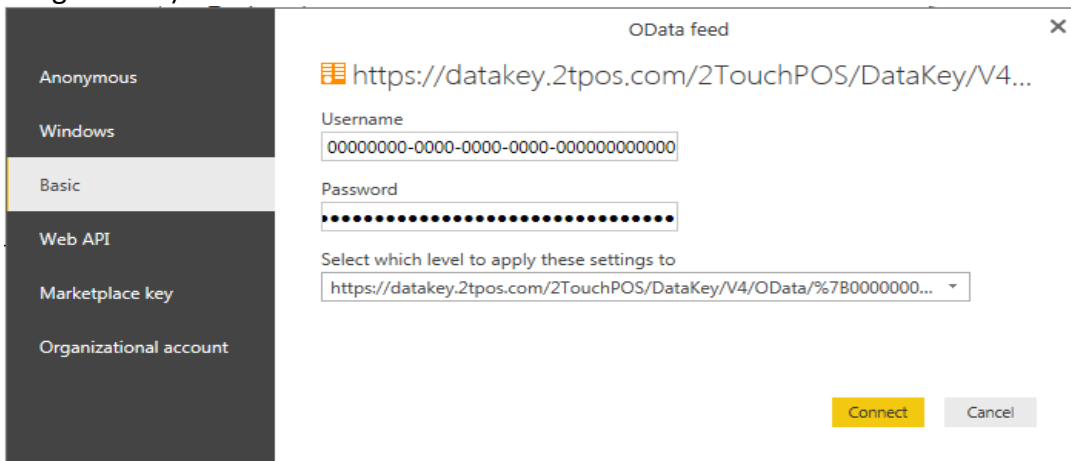 OData feed
Anonymous
Windows
Basic
Web API
Marketplace key
Organizational account
https://datakey.2tpos.com/2TouchPOS/DataKey/V4...
Username
00000000-0000-0000-0000-000000000000
Password
Select which level to apply these settings to
https://datakey.2tpos.com/2TouchPOS/DataKey/V4/OData/%7B0000000...
Connect
Cancel